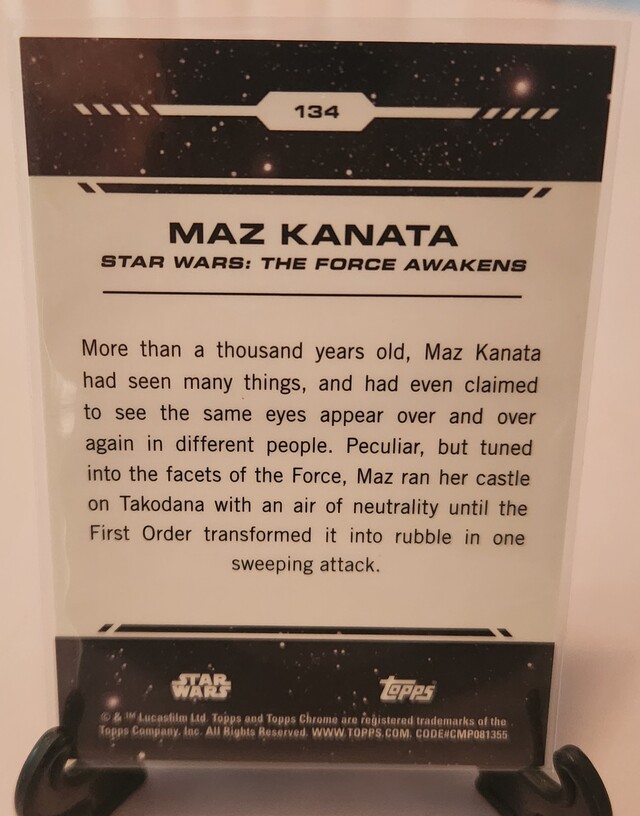 134
MAZ KANATA
STAR WARS: THE FORCE AWAKENS
More than a thousand years old, Maz Kanata
had seen many things, and had even claimed
to see the same eyes appear over and over
again in different people. Peculiar, but tuned
into the facets of the Force, Maz ran her castle
on Takodana with an air of neutrality until the
First Order transformed it into rubble in one
sweeping attack.
STAR
WARS
topps
© & ™ Lucasfilm Ltd. Topps and Topps Chrome are registered trademarks of the
Topps Company, Inc. All Rights Reserved. WWW.TOPPS.COM. CODE#CMP081355